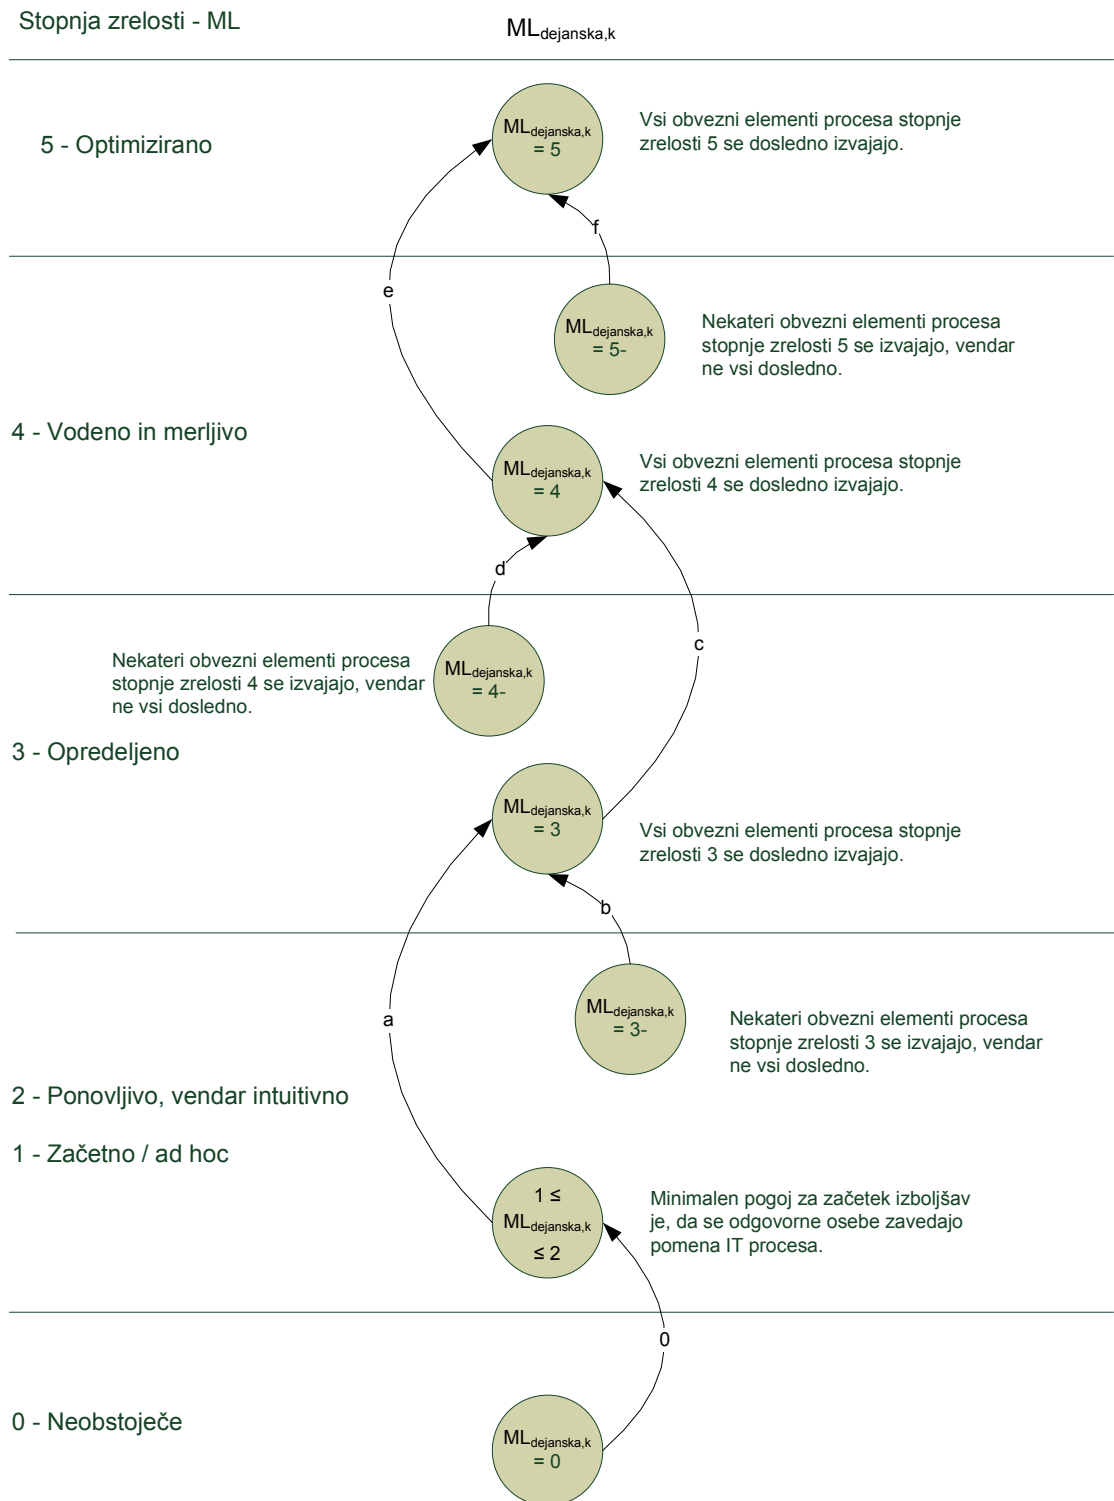 Stopnja zrelosti - ML
MLdejanska,k
5 - Optimizirano
MLdejanska,k
= 5
Vsi obvezni elementi procesa stopnje
zrelosti 5 se dosledno izvajajo.
f
e
MLdejanska,k
= 5-
Nekateri obvezni elementi procesa
stopnje zrelosti 5 se izvajajo, vendar
ne vsi dosledno.
4 - Vodeno in merljivo
MLdejanska,k
= 4
Vsi obvezni elementi procesa stopnje
zrelosti 4 se dosledno izvajajo.
d
c
Nekateri obvezni elementi procesa
stopnje zrelosti 4 se izvajajo, vendar
ne vsi dosledno.
MLdejanska,k
= 4-
3 - Opredeljeno
MLdejanska,k
= 3
Vsi obvezni elementi procesa stopnje
zrelosti 3 se dosledno izvajajo.
b
a
MLdejanska,k
= 3-
Nekateri obvezni elementi procesa
stopnje zrelosti 3 se izvajajo, vendar
ne vsi dosledno.
2 - Ponovljivo, vendar intuitivno
1 - Začetno / ad hoc
1 ≤
MLdejanska,k
≤ 2
Minimalen pogoj za začetek izboljšav
je, da se odgovorne osebe zavedajo
pomena IT procesa.
0
0 - Neobstoječe
MLdejanska,k
= 0